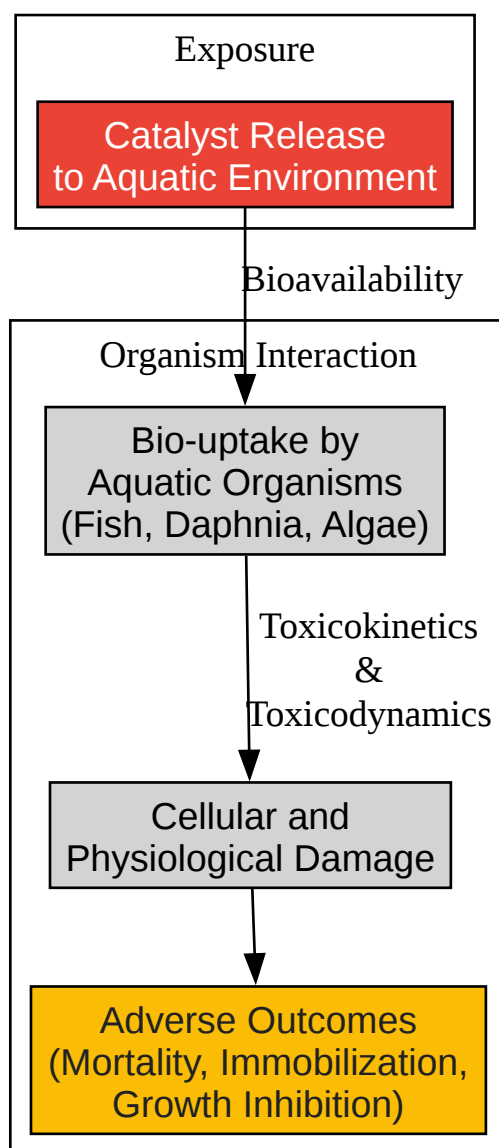 Exposure
Catalyst Release
to Aquatic Environment
Bioavailability
Organism Interaction
Bio-uptake by
Aquatic Organisms
(Fish, Daphnia, Algae)
Toxicokinetics
&
Toxicodynamics
Cellular and
Physiological Damage
Adverse Outcomes
(Mortality, Immobilization,
Growth Inhibition)